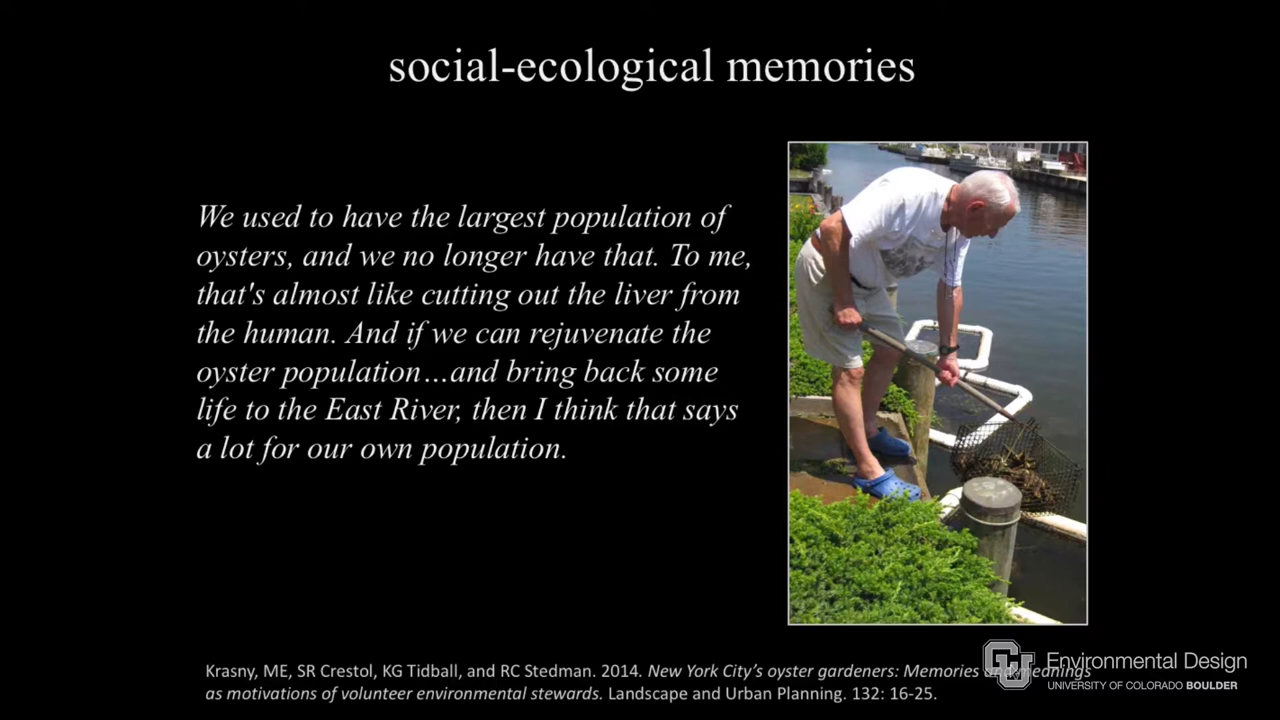 social-ecological memories
We used to have the largest population of
oysters, and we no longer have that. To me,
that's almost like cutting out the liver from
the human. And if we can rejuvenate the
oyster population…and bring back some
life to the East River, then I think that says
a lot for our own population.
Krasny, ME, SR Crestol, KG Tidball, and RC Stedman. 2014. New York City’s oyster gardeners: Memories and meanings
as motivations of volunteer environmental stewards. Landscape and Urban Planning. 132: 16-25.
CU
Environmental Design
UNIVERSITY OF COLORADO BOULDER